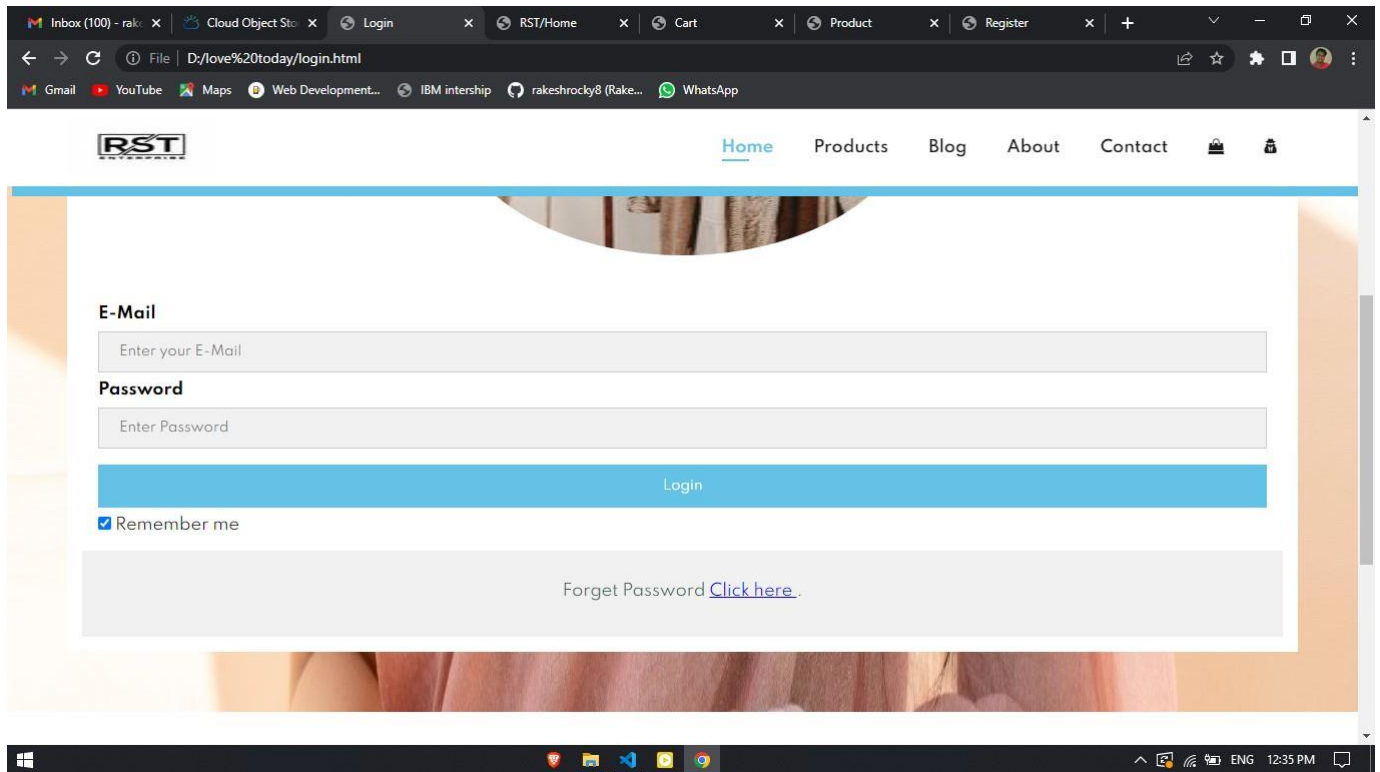 Inbox (100) - rake Cloud Object Sto Login RST/Home Cart Product Register
File D:/love%20today/login.html
Gmail YouTube Maps Web Development... IBM intership rakeshrocky8 (Rake... WhatsApp
RST Home Products Blog About Contact
ENTERPRISE
E-Mail
Enter your E-Mail
Password
Enter Password
Login
Remember me
Forget Password Click here .
ENG 12:35 PM